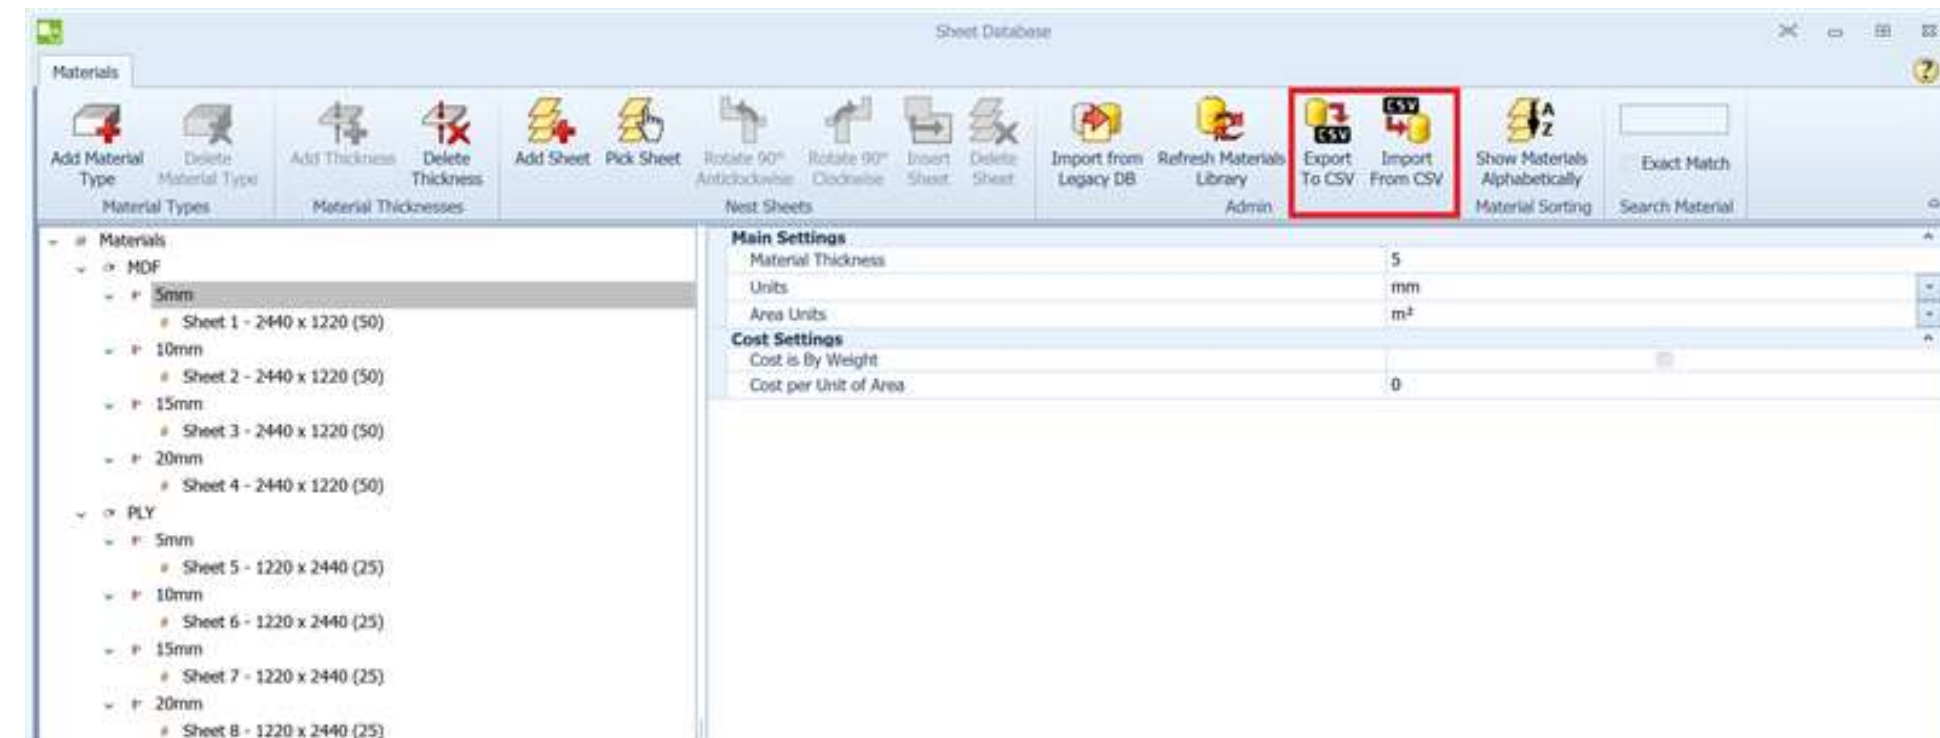 Sheet Database
Materials
Add Material Type
Delete Material Type
Add Thickness
Delete Thickness
Add Sheet
Pick Sheet
Rotate 90° Anticlockwise
Rotate 90° Clockwise
Insert Sheet
Delete Sheet
Import from Legacy DB
Refresh Materials Library
CSV
Export To CSV
CSV
Import From CSV
A
Z
Show Materials Alphabetically
Exact Match
Material Types
Material Thicknesses
Nest Sheets
Admin
Material Sorting
Search Material
Materials
MDF
5mm
Sheet 1 - 2440 x 1220 (50)
10mm
Sheet 2 - 2440 x 1220 (50)
15mm
Sheet 3 - 2440 x 1220 (50)
20mm
Sheet 4 - 2440 x 1220 (50)
PLY
5mm
Sheet 5 - 1220 x 2440 (25)
10mm
Sheet 6 - 1220 x 2440 (25)
15mm
Sheet 7 - 1220 x 2440 (25)
20mm
Sheet 8 - 1220 x 2440 (25)
Main Settings
Material Thickness 5
Units mm
Area Units m²
Cost Settings
Cost is By Weight
Cost per Unit of Area 0